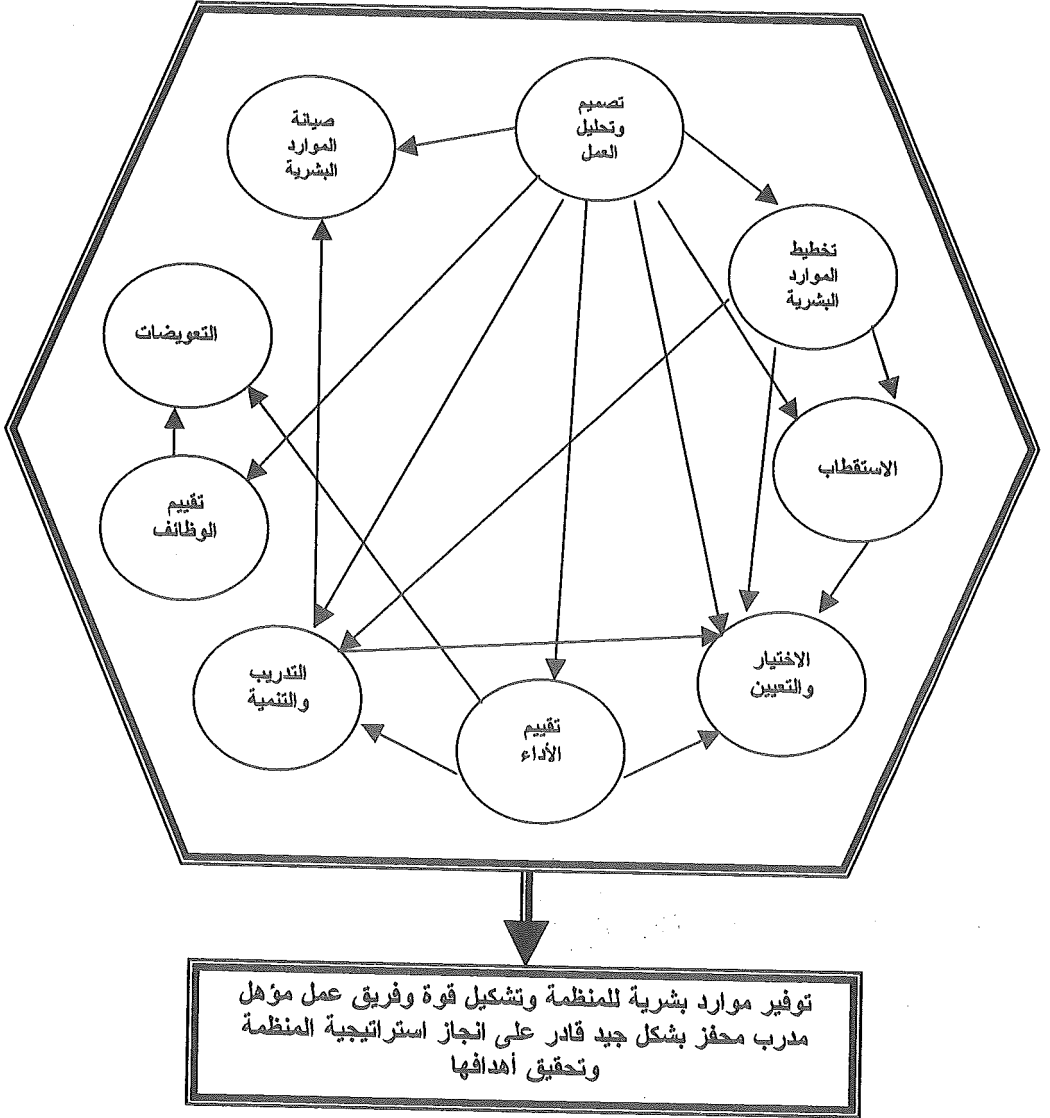 تصميم
وتحليل
العمل
صيانة
الموارد
البشرية
تخطيط
الموارد
البشرية
التعويضات
الاستقطاب
تقييم
الوظائف
الاختيار
والتعيين
التدريب
والتنمية
تقييم
الأداء
توفير موارد بشرية للمنظمة وتشكيل قوة وفريق عمل مؤهل
مدرب محفز بشكل جيد قادر على انجاز استراتيجية المنظمة
وتحقيق أهدافها